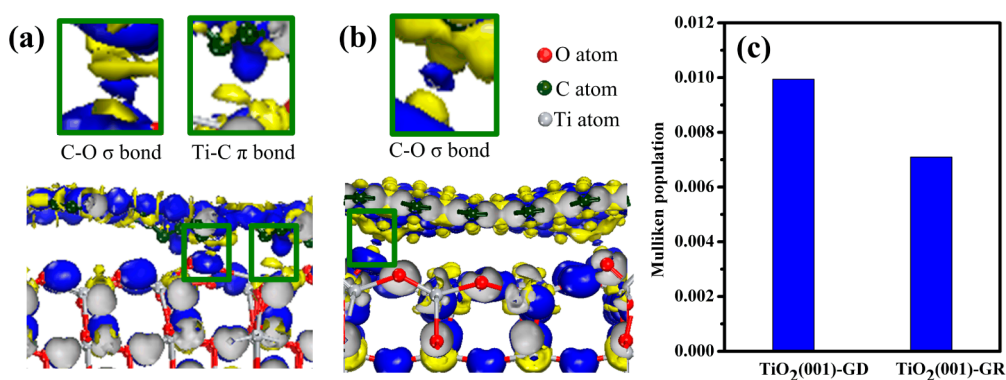 (a)
C-O σ bond
Ti-C π bond
(b)
C-O σ bond
O atom
C atom
Ti atom
(c)
Mulliken population
0.012
0.010
0.008
0.006
0.004
0.002
0.000
TiO₂(001)-GD
TiO₂(001)-GR